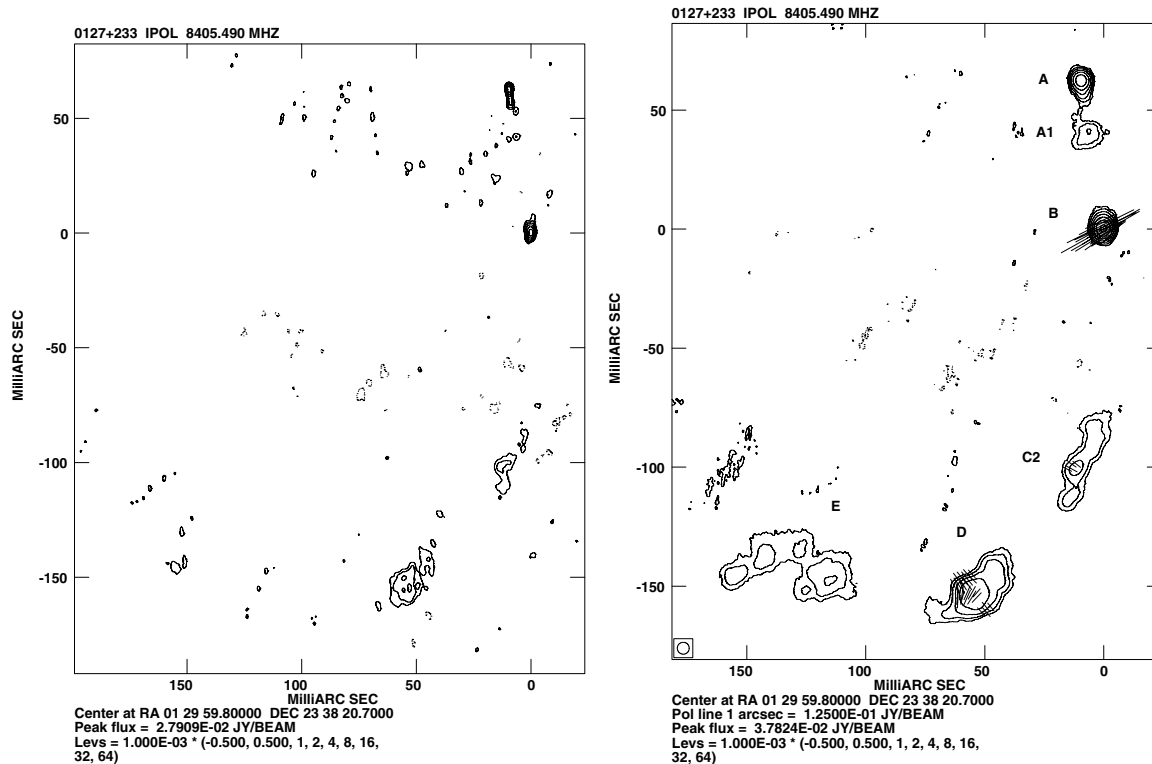 0127+233 IPOL 8405.490 MHZ
50
0
-50
-100
-150
MilliARC SEC
150 100 50 0
MilliARC SEC
Center at RA 01 29 59.80000 DEC 23 38 20.7000
Peak flux = 2.7909E-02 JY/BEAM
Levs = 1.000E-03 * (-0.500, 0.500, 1, 2, 4, 8, 16,
32, 64)
0127+233 IPOL 8405.490 MHZ
A
50
A1
B
0
-50
C2
-100
E
D
-150
MilliARC SEC
150 100 50 0
MilliARC SEC
Center at RA 01 29 59.80000 DEC 23 38 20.7000
Pol line 1 arcsec = 1.2500E-01 JY/BEAM
Peak flux = 3.7824E-02 JY/BEAM
Levs = 1.000E-03 * (-0.500, 0.500, 1, 2, 4, 8, 16,
32, 64)